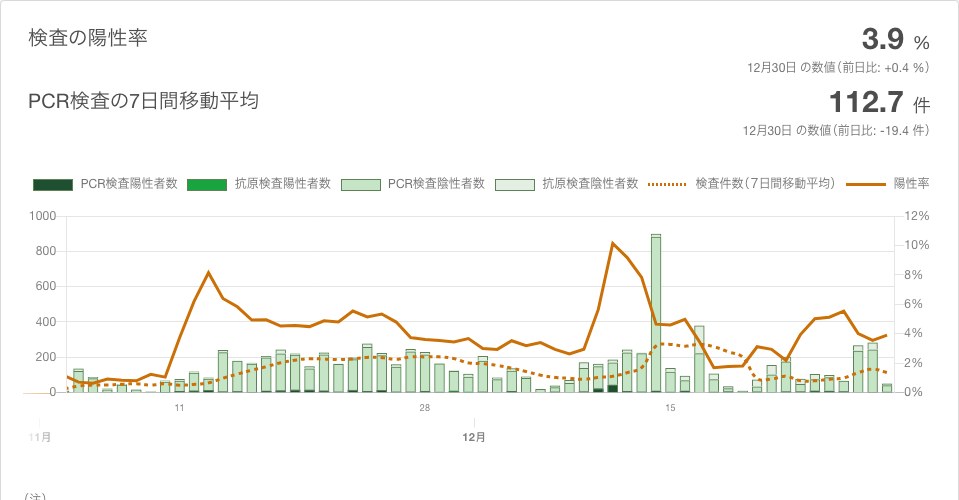 検査の陽性率
3.9 %
12月30日 の数値（前日比: +0.4 %）
PCR検査の7日間移動平均
112.7 件
12月30日 の数値（前日比: -19.4 件）
PCR検査陽性者数 抗原検査陽性者数 PCR検査陰性者数 抗原検査陰性者数 検査件数（7日間移動平均） 陽性率
1000 12%
10%
800
8%
600
6%
400
4%
200
2%
0 0%
11 28 15
11月 12月
（注）